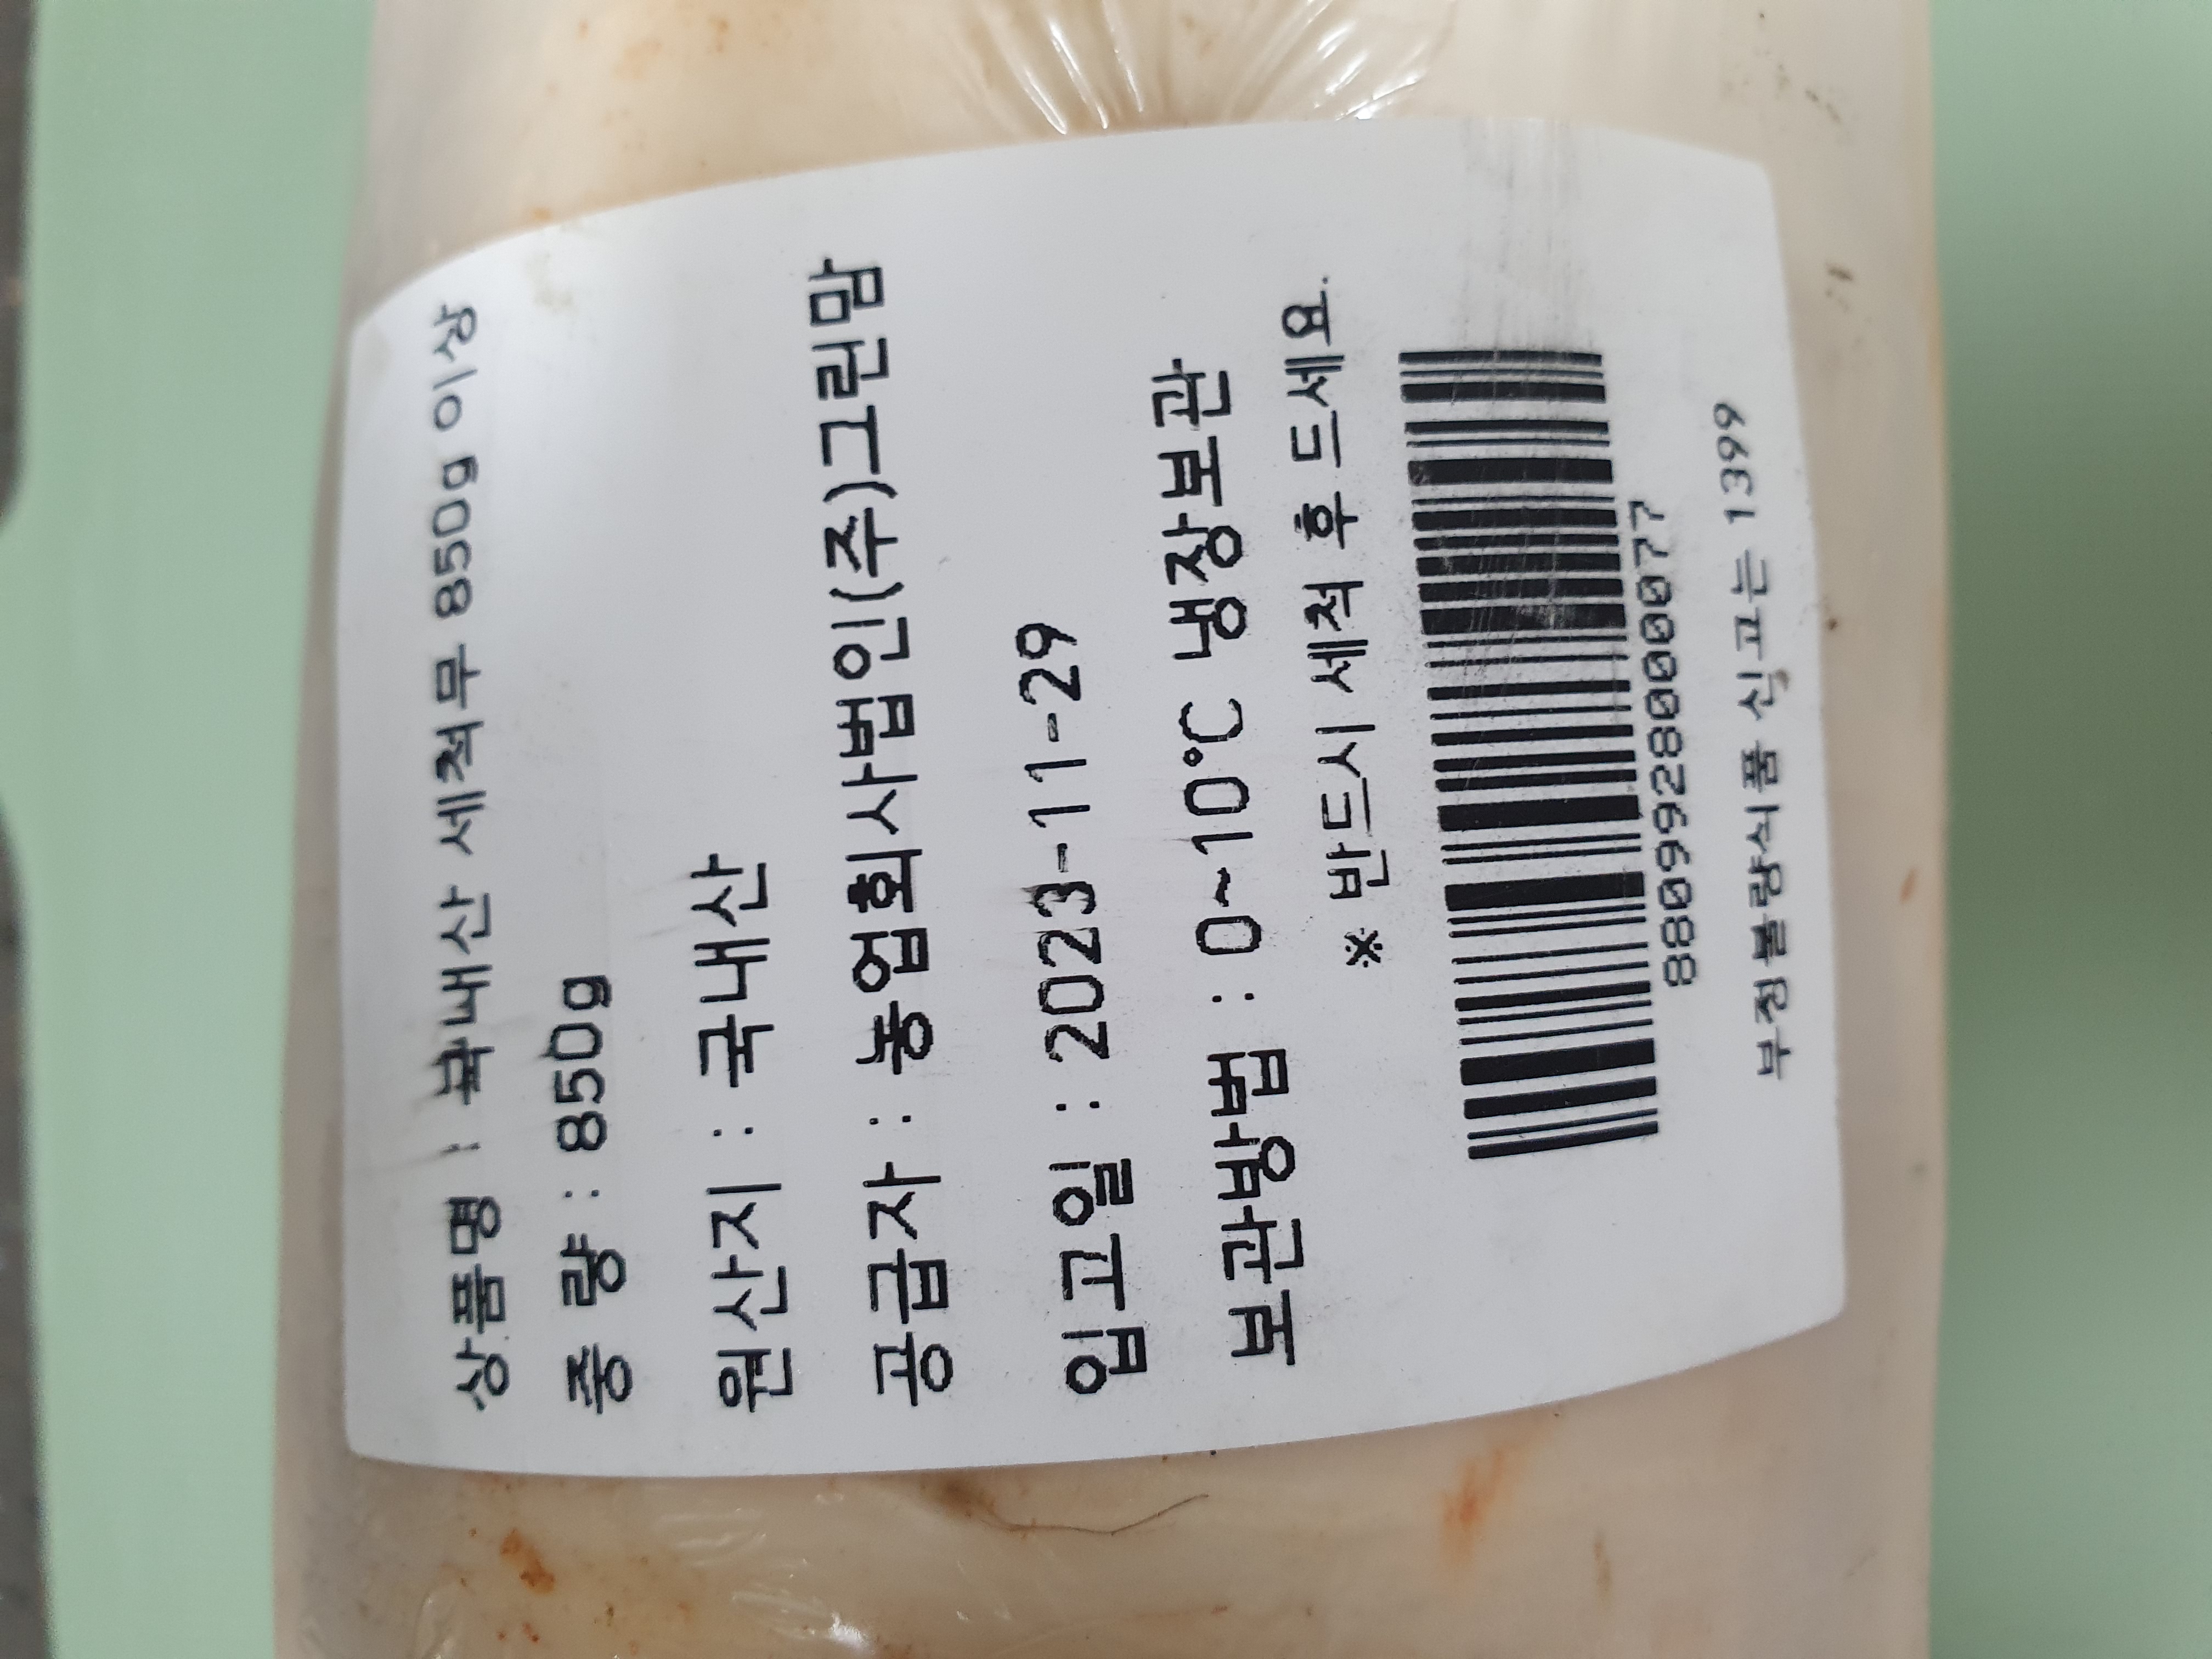 상품명 : 국내산 세척무 850g 이상
중 량 : 850g
원산지 : 국내산
공급자 : 농업회사법인(주)그린맘
입고일 : 2023-11-29
보관방법 : 0~10℃ 냉장보관
※ 반드시 세척 후 드세요.
8809928000077
부정불량식품 신고는 1399